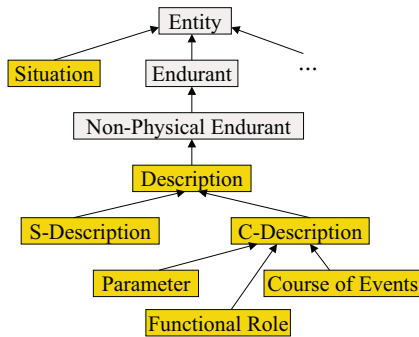 Entity
Situation
Endurant
...
Non-Physical Endurant
Description
S-Description
C-Description
Parameter
Course of Events
Functional Role